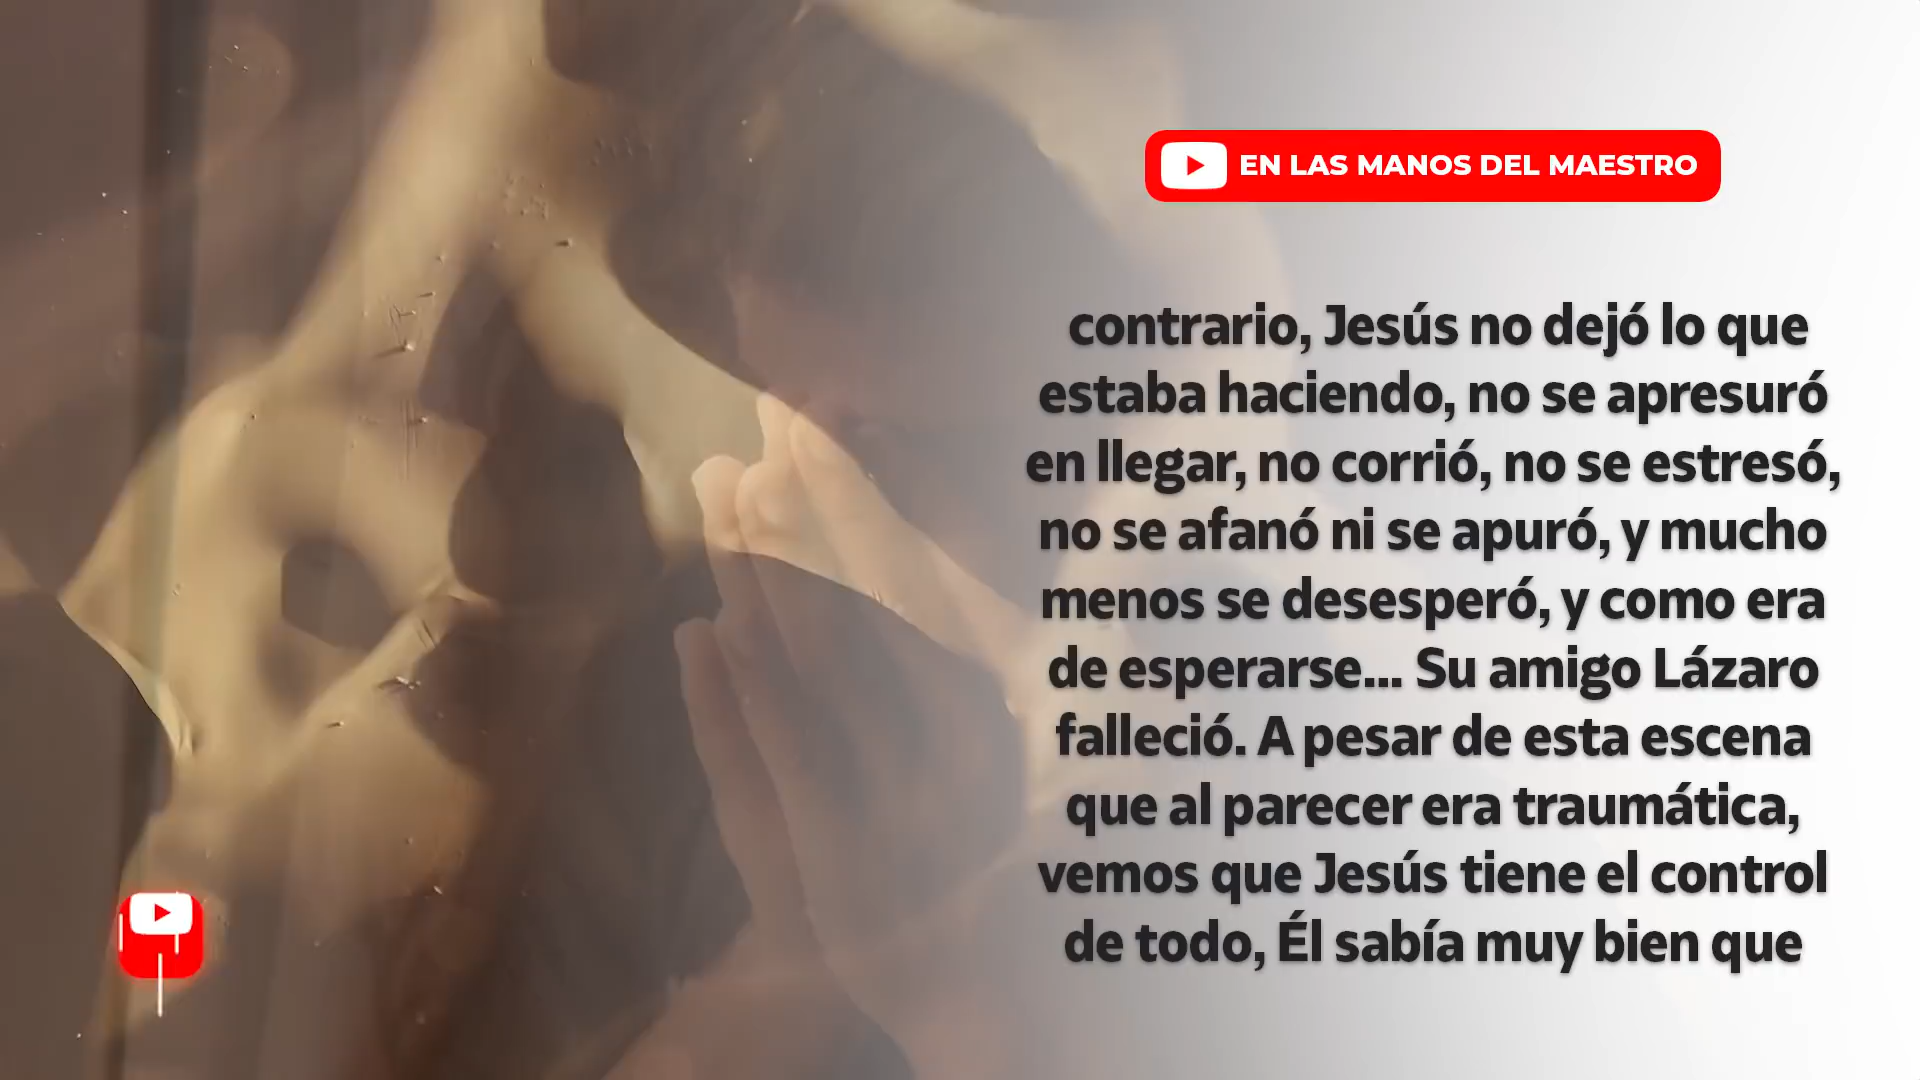 EN LAS MANOS DEL MAESTRO
contrario, Jesús no dejó lo que
estaba haciendo, no se apresuró
en llegar, no corrió, no se estresó,
no se afanó ni se apuró, y mucho
menos se desesperó, y como era
de esperarse... Su amigo Lázaro
falleció. A pesar de esta escena
que al parecer era traumática,
vemos que Jesús tiene el control
de todo, Él sabía muy bien que